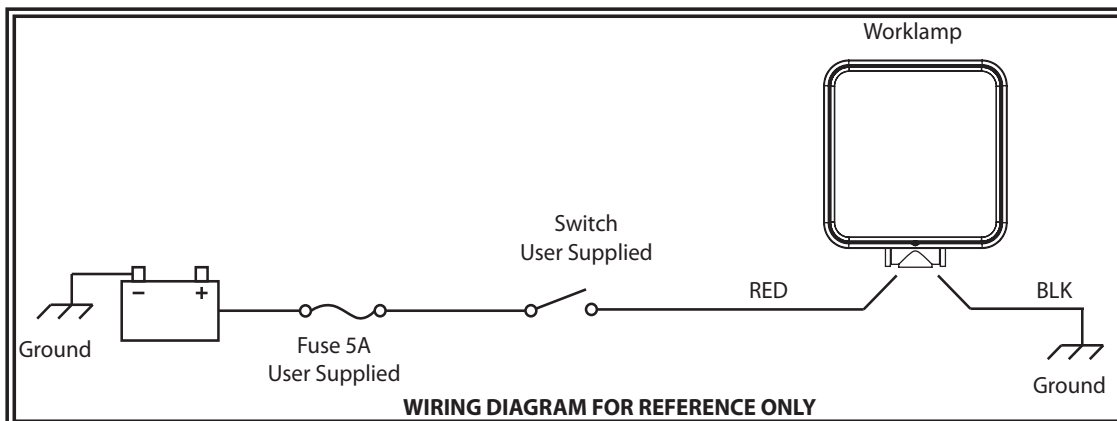 Worklamp
Switch
User Supplied
RED
BLK
− +
Ground
Fuse 5A
User Supplied
Ground
WIRING DIAGRAM FOR REFERENCE ONLY